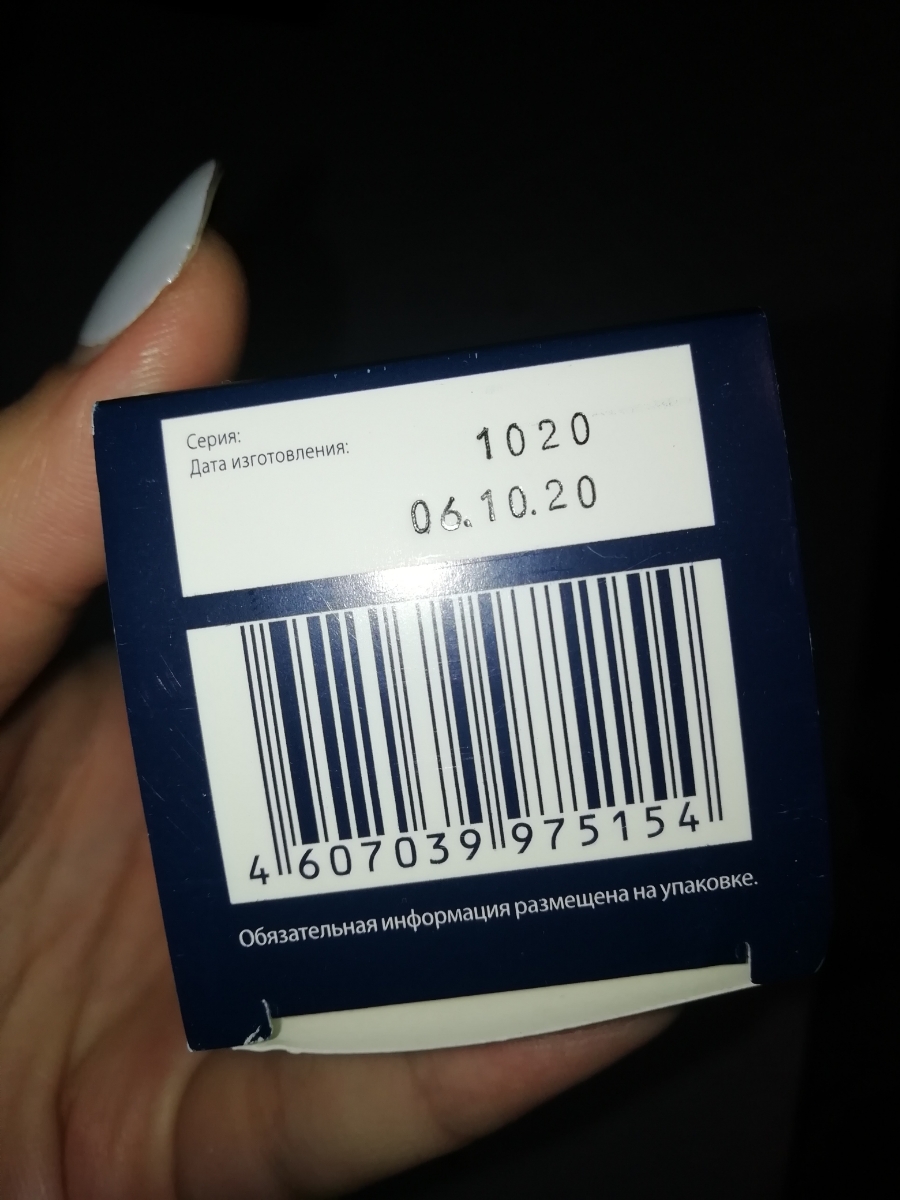 Серия:
Дата изготовления:
1020
06.10.20
4 607039 975154
Обязательная информация размещена на упаковке.